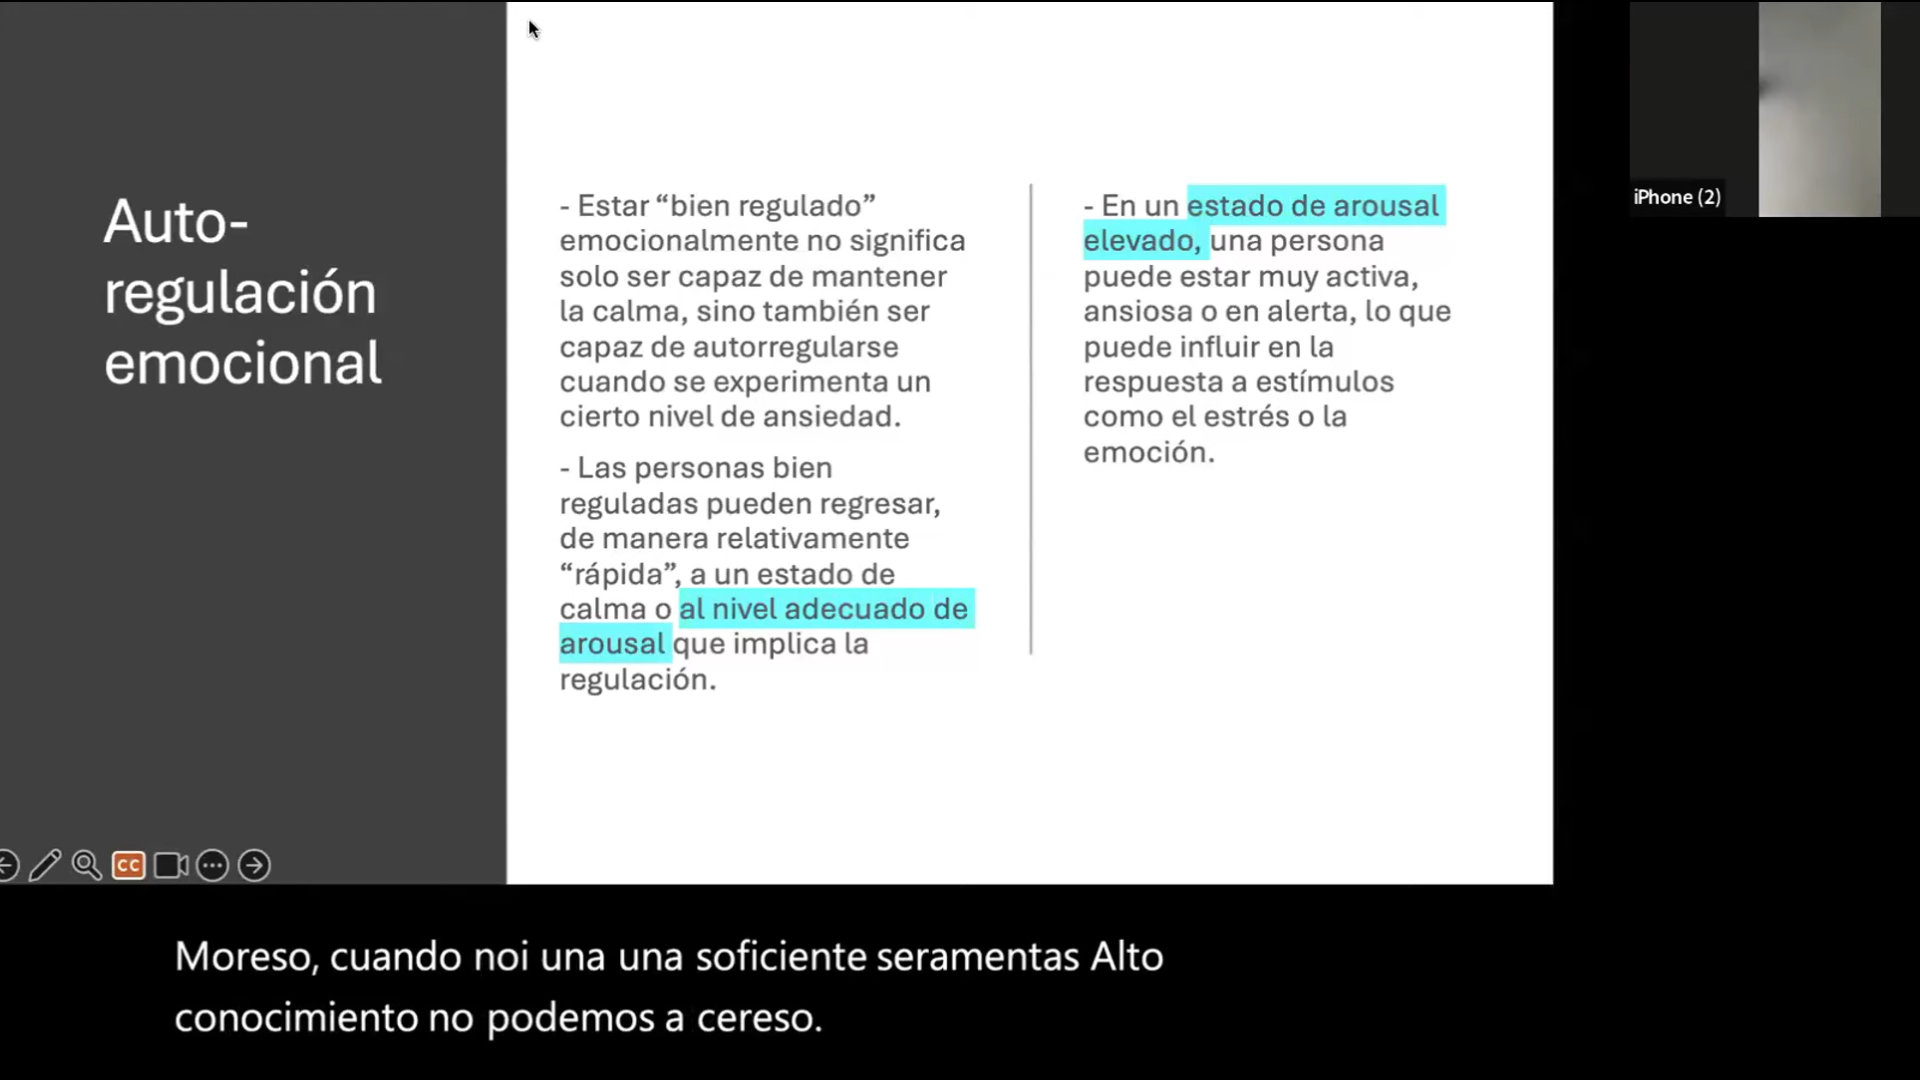 Auto-
regulación
emocional
- Estar “bien regulado”
emocionalmente no significa
solo ser capaz de mantener
la calma, sino también ser
capaz de autorregularse
cuando se experimenta un
cierto nivel de ansiedad.
- Las personas bien
reguladas pueden regresar,
de manera relativamente
“rápida”, a un estado de
calma o al nivel adecuado de
arousal que implica la
regulación.
- En un estado de arousal
elevado, una persona
puede estar muy activa,
ansiosa o en alerta, lo que
puede influir en la
respuesta a estímulos
como el estrés o la
emoción.
iPhone (2)
CC
Moreso, cuando noi una una soficiente seramentas Alto
conocimiento no podemos a cereso.